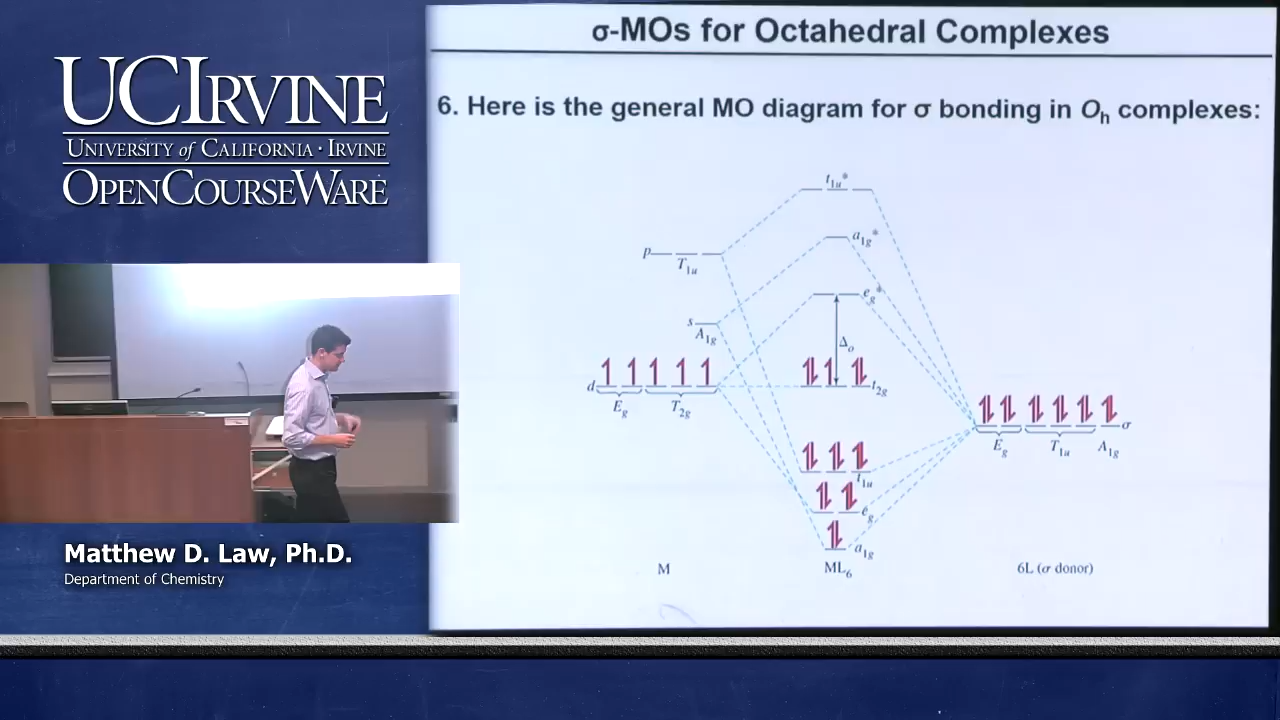 UCIRVINE
UNIVERSITY of CALIFORNIA · IRVINE
OPENCOURSEWARE
Matthew D. Law, Ph.D.
Department of Chemistry
σ-MOs for Octahedral Complexes
6. Here is the general MO diagram for σ bonding in Oh complexes:
t1u*
a1g*
p
T1u
eg*
s
A1g
Δo
d
t2g
Eg
T2g
σ
Eg
T1u
A1g
t1u
eg
a1g
M
ML6
6L (σ donor)